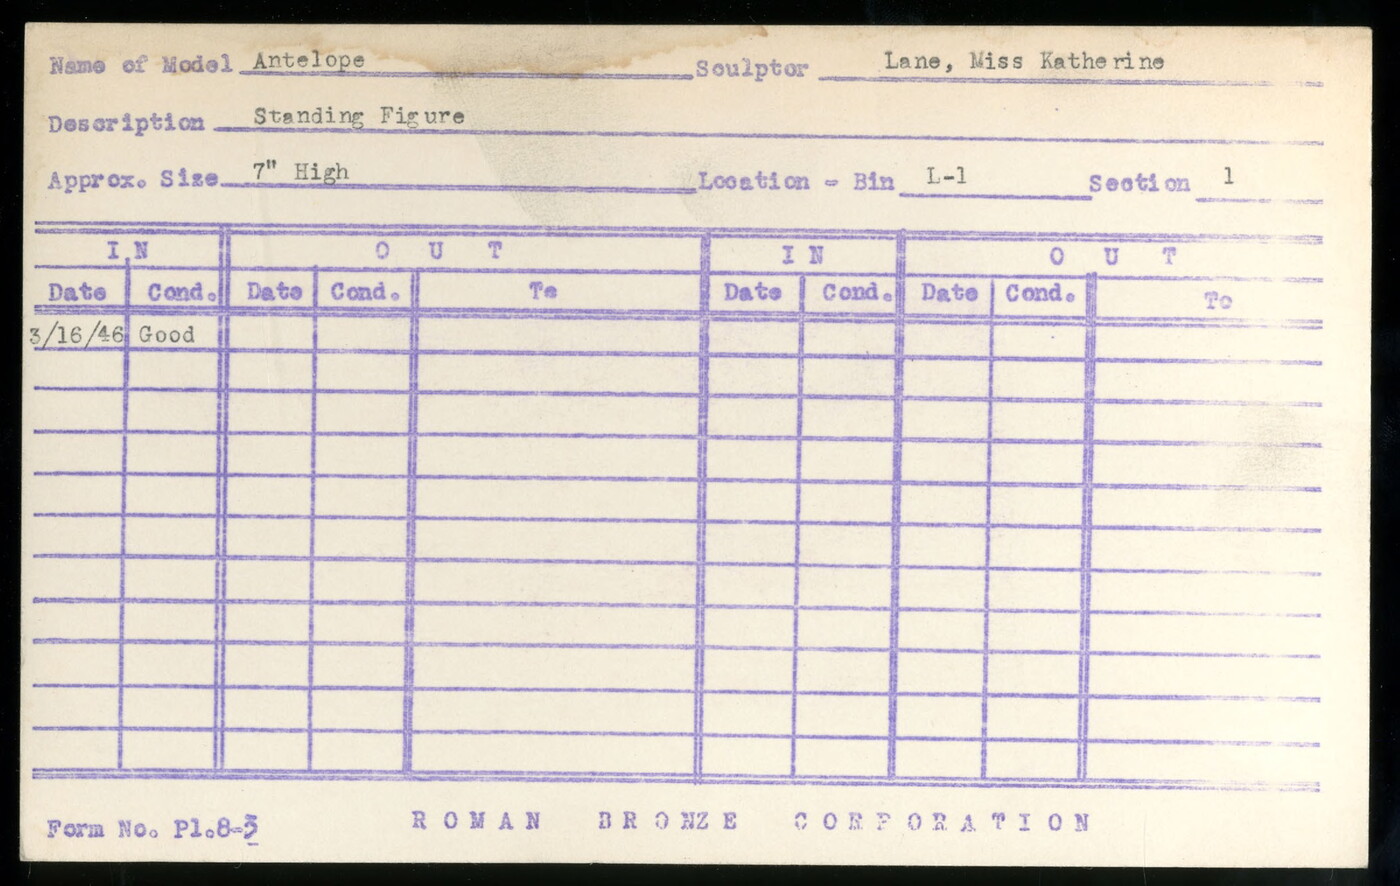 Name of Model Antelope Sculptor Lane, Miss Katherine
Description Standing Figure
Approx. Size 7" High Location - Bin L-1 Section 1
IN OUT IN OUT
Date Cond. Date Cond. To Date Cond. Date Cond. To
3/16/46 Good
Form No. Pl.8-3 ROMAN BRONZE CORPORATION